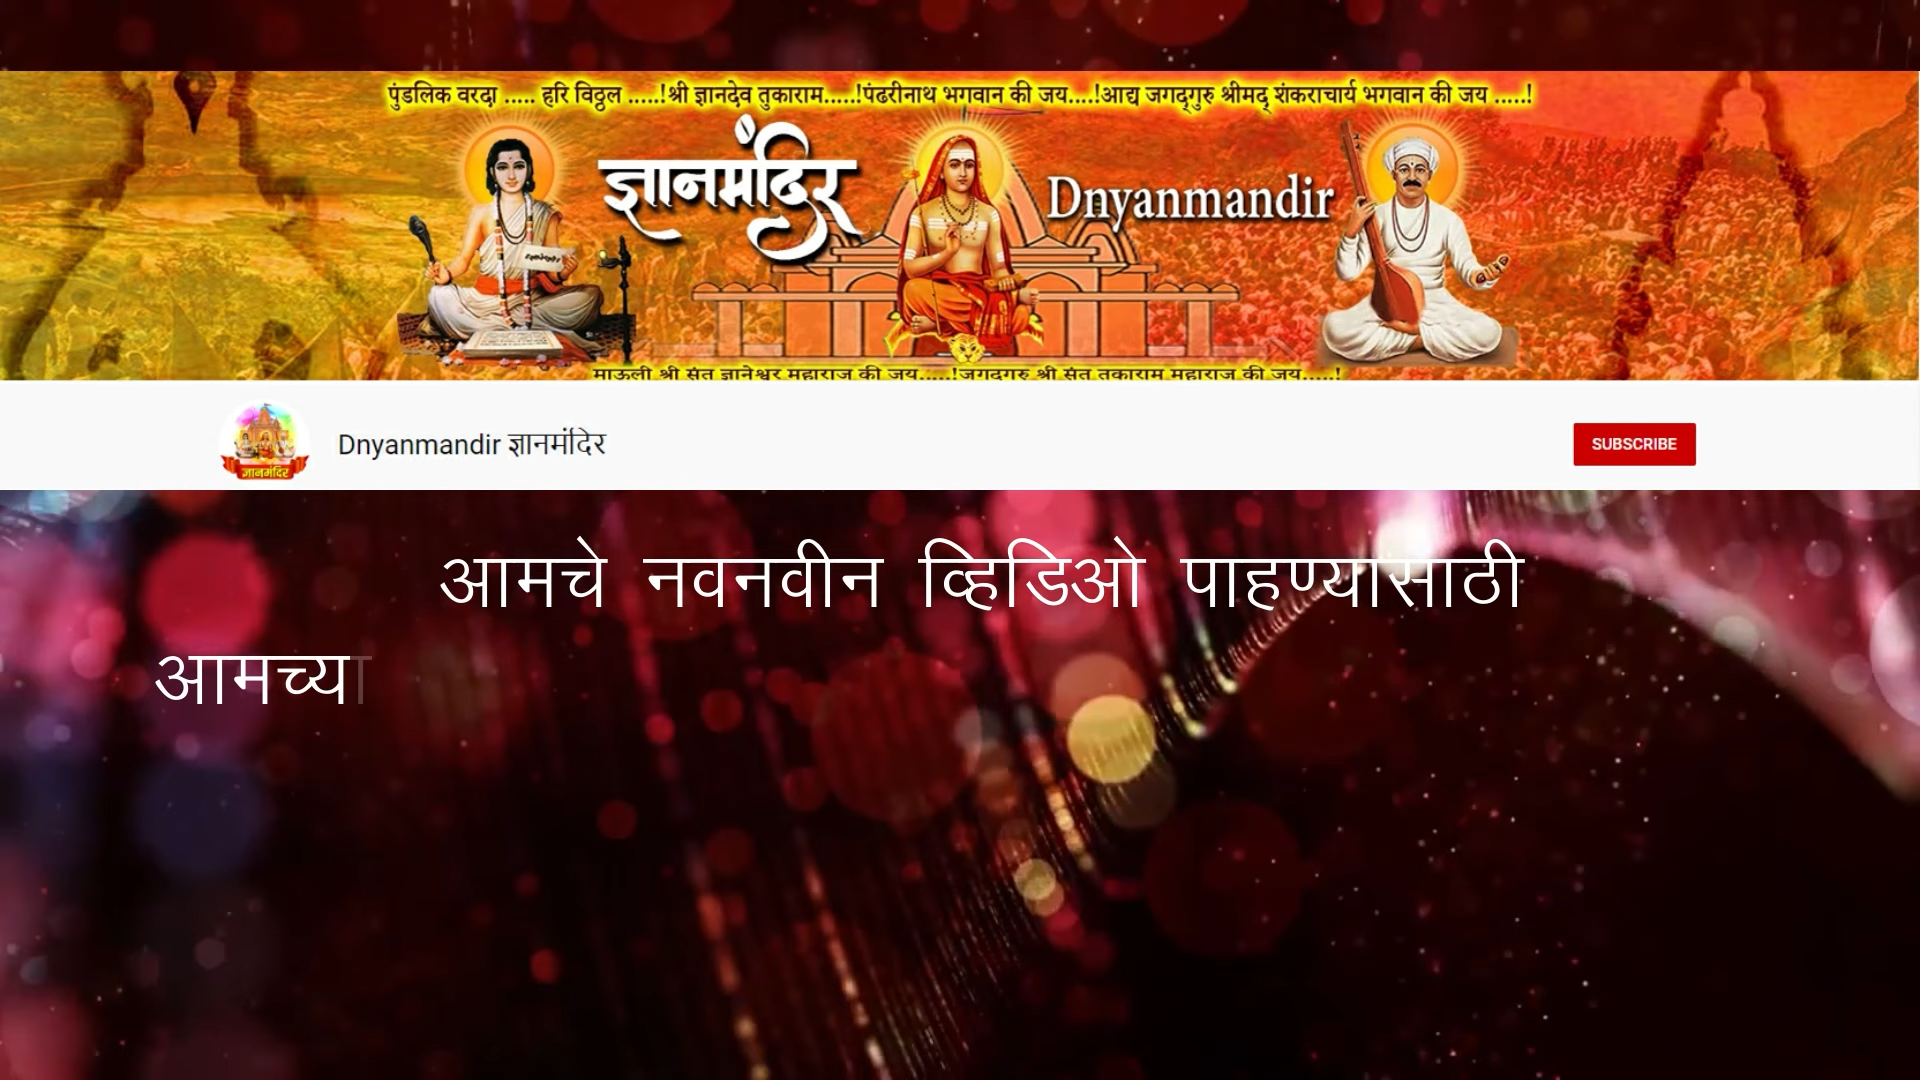 पुंडलिक वरदा ..... हरि विठ्ठल .....!श्री ज्ञानदेव तुकाराम.....!पंढरीनाथ भगवान की जय....!आद्य जगद्‌गुरु श्रीमद् शंकराचार्य भगवान की जय .....!
ज्ञानमंदिर Dnyanmandir
माऊली श्री संत ज्ञानेश्वर महाराज की जय.....!जगदगुरु श्री संत तुकाराम महाराज की जय.....!
ज्ञानमंदिर
Dnyanmandir ज्ञानमंदिर
SUBSCRIBE
आमचे नवनवीन व्हिडिओ पाहण्यासाठी
आमच्या